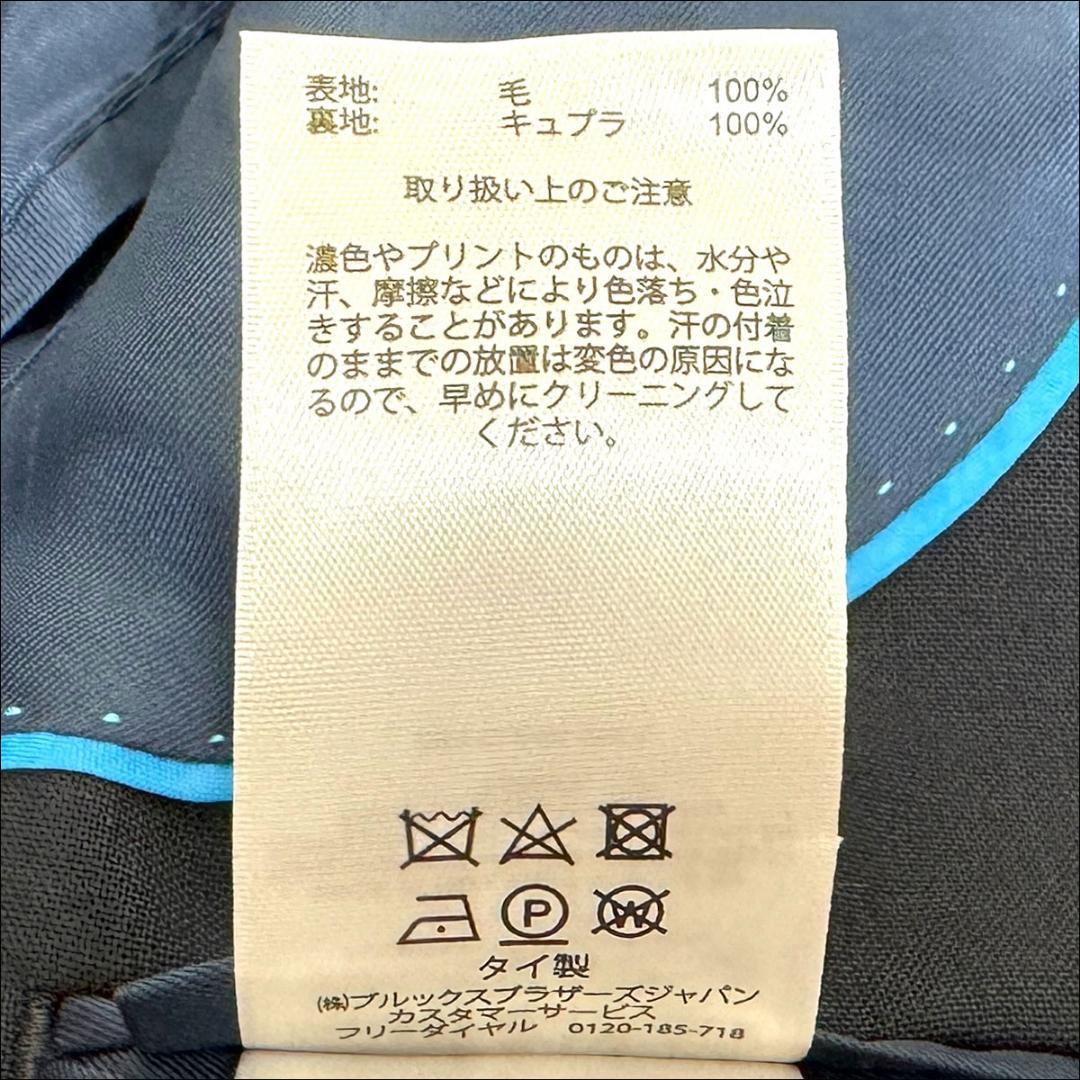 表地: 毛 100%
裏地: キュプラ 100%
取り扱い上のご注意
濃色やプリントのものは、水分や
汗、摩擦などにより色落ち・色泣
きすることがあります。汗の付着
のままでの放置は変色の原因にな
るので、早めにクリーニングして
ください。
P
W
タイ製
(株)ブルックスブラザーズジャパン
カスタマーサービス
フリーダイヤル 0120-185-718